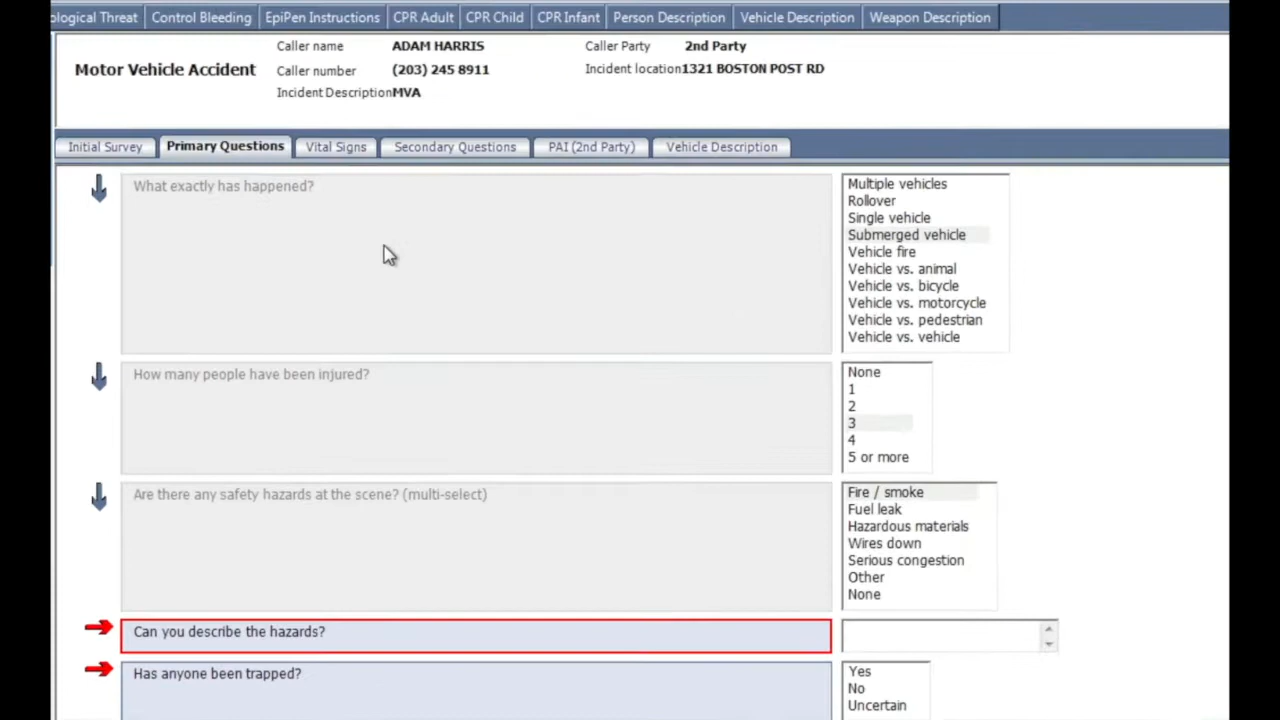 ological Threat Control Bleeding EpiPen Instructions CPR Adult CPR Child CPR Infant Person Description Vehicle Description Weapon Description
Caller name ADAM HARRIS Caller Party 2nd Party
Motor Vehicle Accident Caller number (203) 245 8911 Incident location1321 BOSTON POST RD
Incident DescriptionMVA
Initial Survey Primary Questions Vital Signs Secondary Questions PAI (2nd Party) Vehicle Description
What exactly has happened?
Multiple vehicles
Rollover
Single vehicle
Submerged vehicle
Vehicle fire
Vehicle vs. animal
Vehicle vs. bicycle
Vehicle vs. motorcycle
Vehicle vs. pedestrian
Vehicle vs. vehicle
How many people have been injured?
None
1
2
3
4
5 or more
Are there any safety hazards at the scene? (multi-select)
Fire / smoke
Fuel leak
Hazardous materials
Wires down
Serious congestion
Other
None
Can you describe the hazards?
Has anyone been trapped?
Yes
No
Uncertain